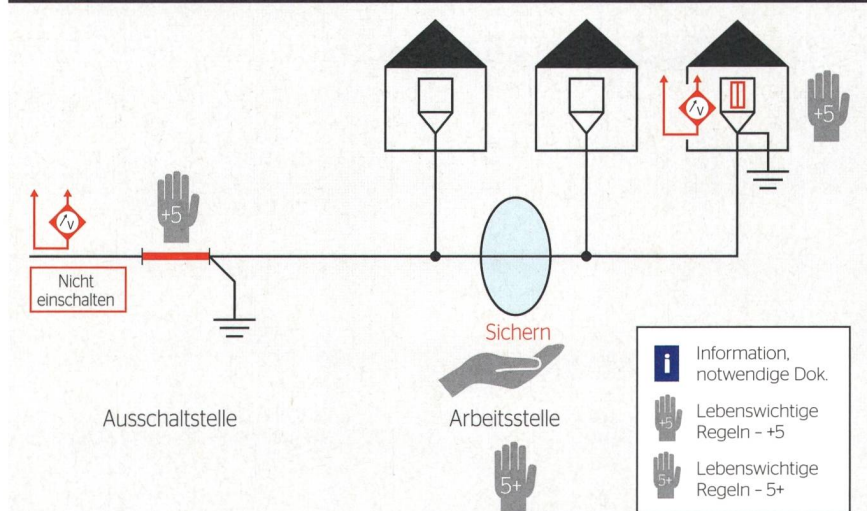 +5
V
+5
V
Nicht
einschalten
Sichern
Ausschaltstelle
Arbeitsstelle
5+
i
Information,
notwendige Dok.
+5
Lebenswichtige
Regeln – +5
5+
Lebenswichtige
Regeln – 5+